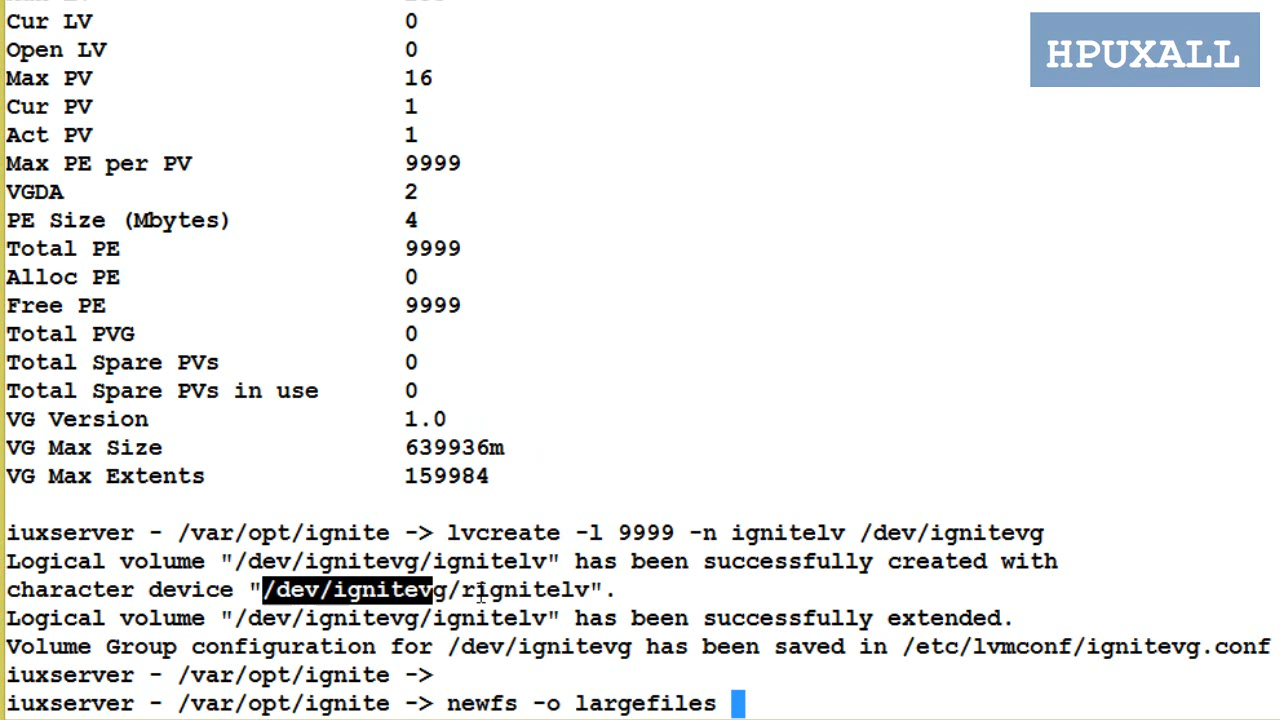 HPUXALL
Cur LV 0
Open LV 0
Max PV 16
Cur PV 1
Act PV 1
Max PE per PV 9999
VGDA 2
PE Size (Mbytes) 4
Total PE 9999
Alloc PE 0
Free PE 9999
Total PVG 0
Total Spare PVs 0
Total Spare PVs in use 0
VG Version 1.0
VG Max Size 639936m
VG Max Extents 159984
iuxserver - /var/opt/ignite -> lvcreate -l 9999 -n ignitelv /dev/ignitevg
Logical volume "/dev/ignitevg/ignitelv" has been successfully created with
character device "/dev/ignitevg/rignitelv".
Logical volume "/dev/ignitevg/ignitelv" has been successfully extended.
Volume Group configuration for /dev/ignitevg has been saved in /etc/lvmconf/ignitevg.conf
iuxserver - /var/opt/ignite ->
iuxserver - /var/opt/ignite -> newfs -o largefiles